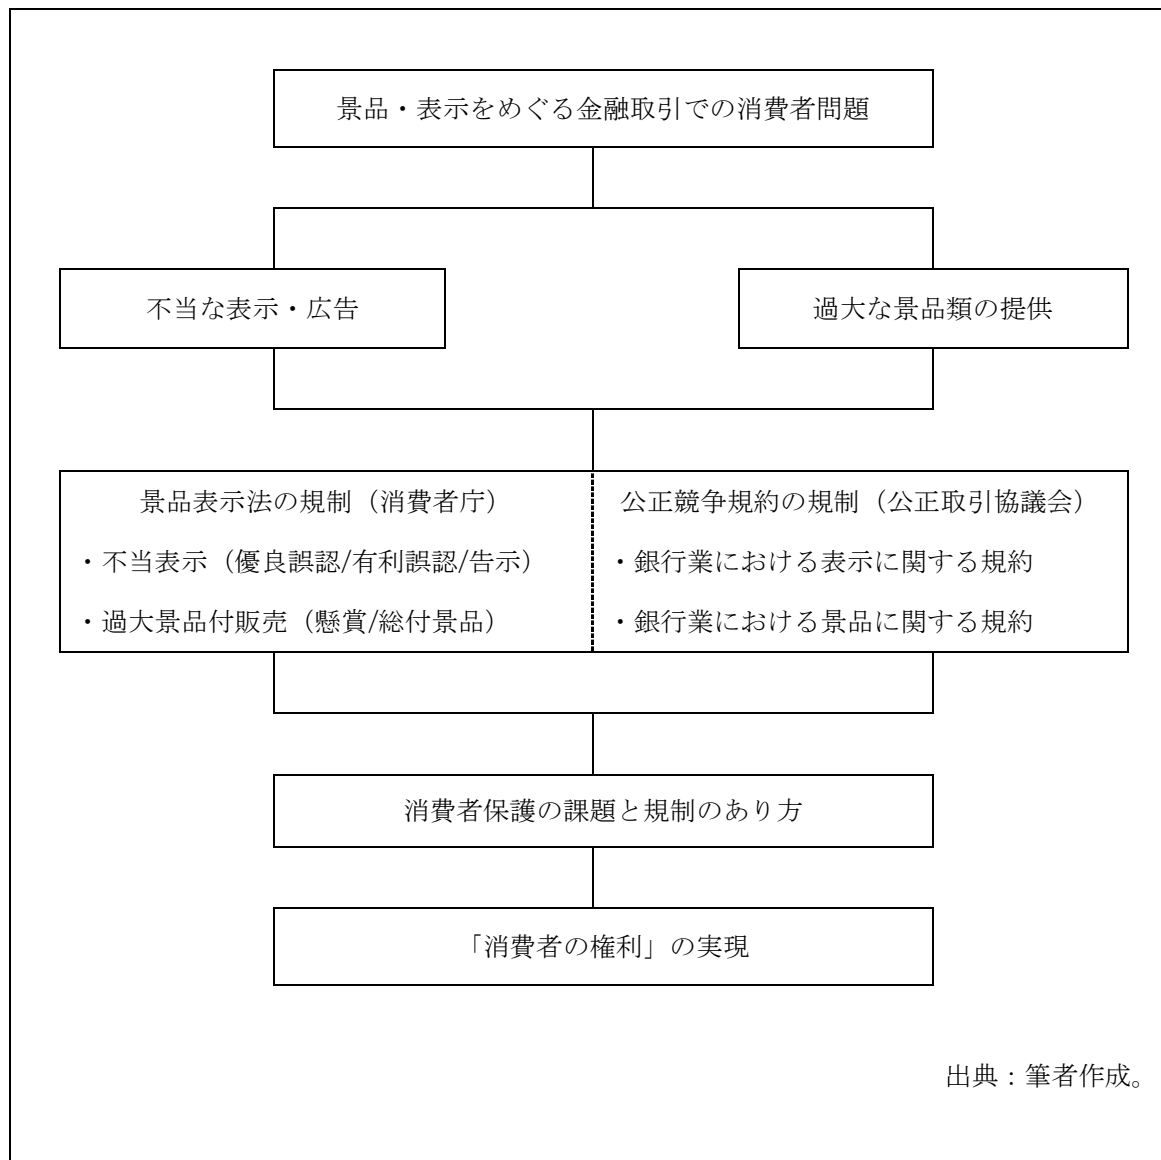 景品・表示をめぐる金融取引での消費者問題
不当な表示・広告
過大な景品類の提供
景品表示法の規制（消費者庁）
・不当表示（優良誤認/有利誤認/告示）
・過大景品付販売（懸賞/総付景品）
公正競争規約の規制（公正取引協議会）
・銀行業における表示に関する規約
・銀行業における景品に関する規約
消費者保護の課題と規制のあり方
「消費者の権利」の実現
出典：筆者作成。